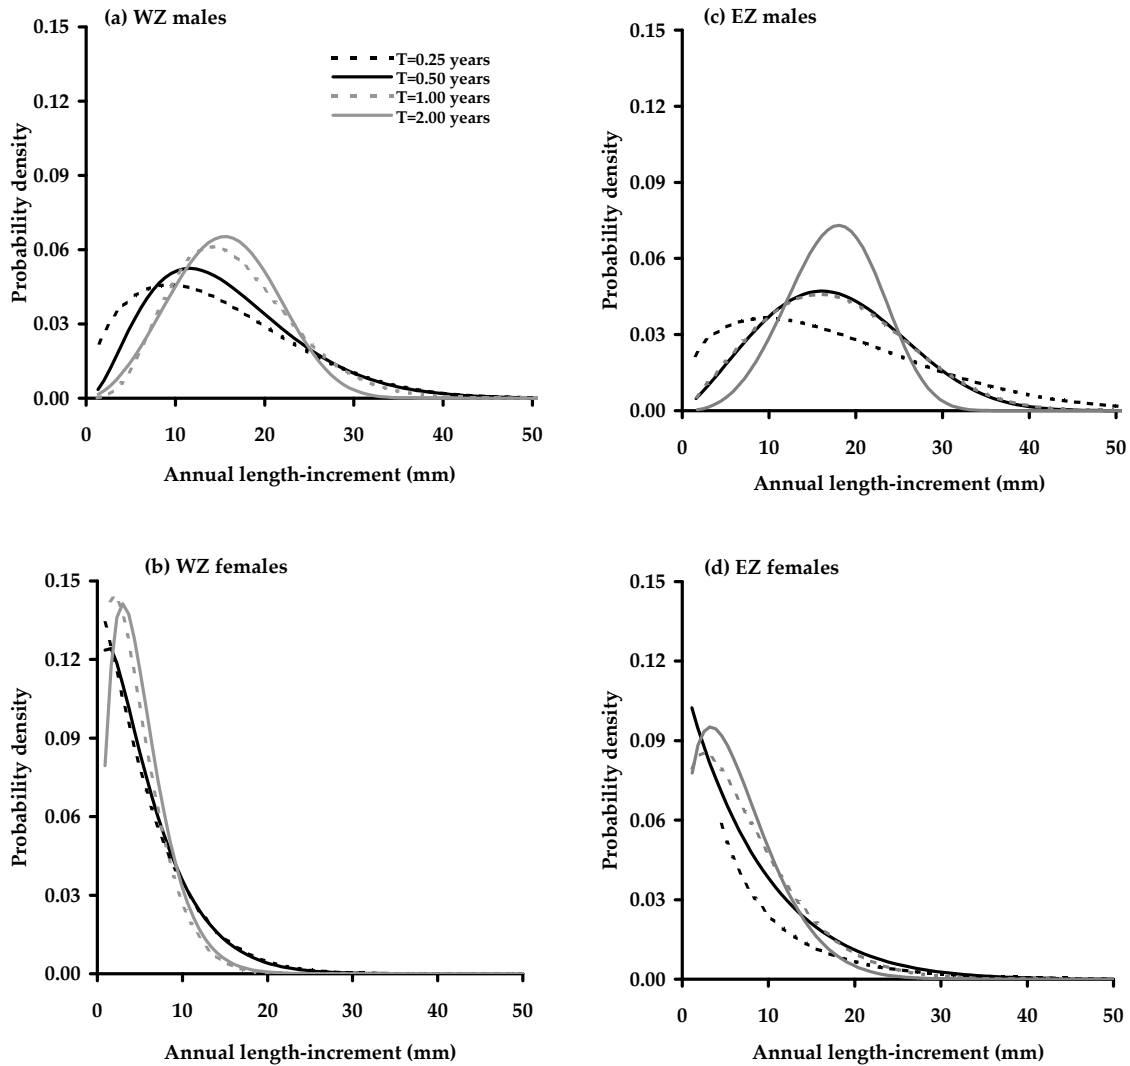 (a) WZ males
0.15
0.12
0.09
0.06
0.03
0.00
Probability density
T=0.25 years
T=0.50 years
T=1.00 years
T=2.00 years
0 10 20 30 40 50
Annual length-increment (mm)
(c) EZ males
0.15
0.12
0.09
0.06
0.03
0.00
Probability density
0 10 20 30 40 50
Annual length-increment (mm)
(b) WZ females
0.15
0.12
0.09
0.06
0.03
0.00
Probability density
0 10 20 30 40 50
Annual length-increment (mm)
(d) EZ females
0.15
0.12
0.09
0.06
0.03
0.00
Probability density
0 10 20 30 40 50
Annual length-increment (mm)